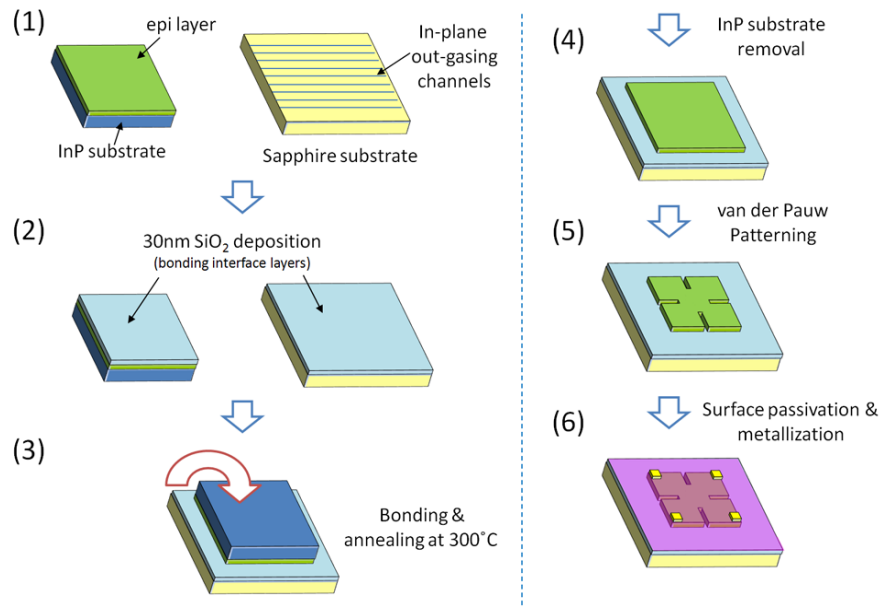 (1)
epi layer
In-plane
out-gasing
channels
InP substrate
Sapphire substrate
(2)
30nm SiO₂ deposition
(bonding interface layers)
(3)
Bonding &
annealing at 300˚C
(4)
InP substrate
removal
(5)
van der Pauw
Patterning
(6)
Surface passivation &
metallization